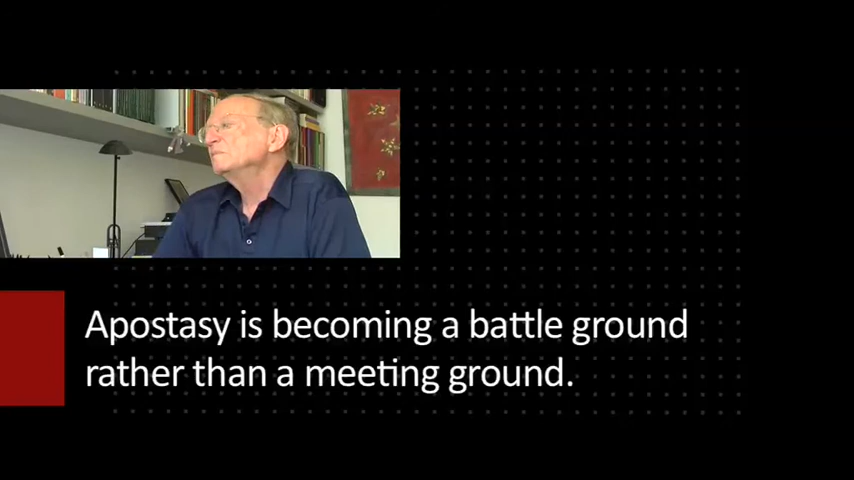 Apostasy is becoming a battle ground
rather than a meeting ground.